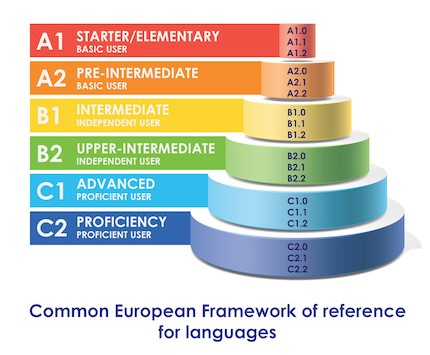 A1 STARTER/ELEMENTARY
BASIC USER
A1.0
A1.1
A1.2
A2 PRE-INTERMEDIATE
BASIC USER
A2.0
A2.1
A2.2
B1 INTERMEDIATE
INDEPENDENT USER
B1.0
B1.1
B1.2
B2 UPPER-INTERMEDIATE
INDEPENDENT USER
B2.0
B2.1
B2.2
C1 ADVANCED
PROFICIENT USER
C1.0
C1.1
C1.2
C2 PROFICIENCY
PROFICIENT USER
C2.0
C2.1
C2.2
Common European Framework of reference
for languages